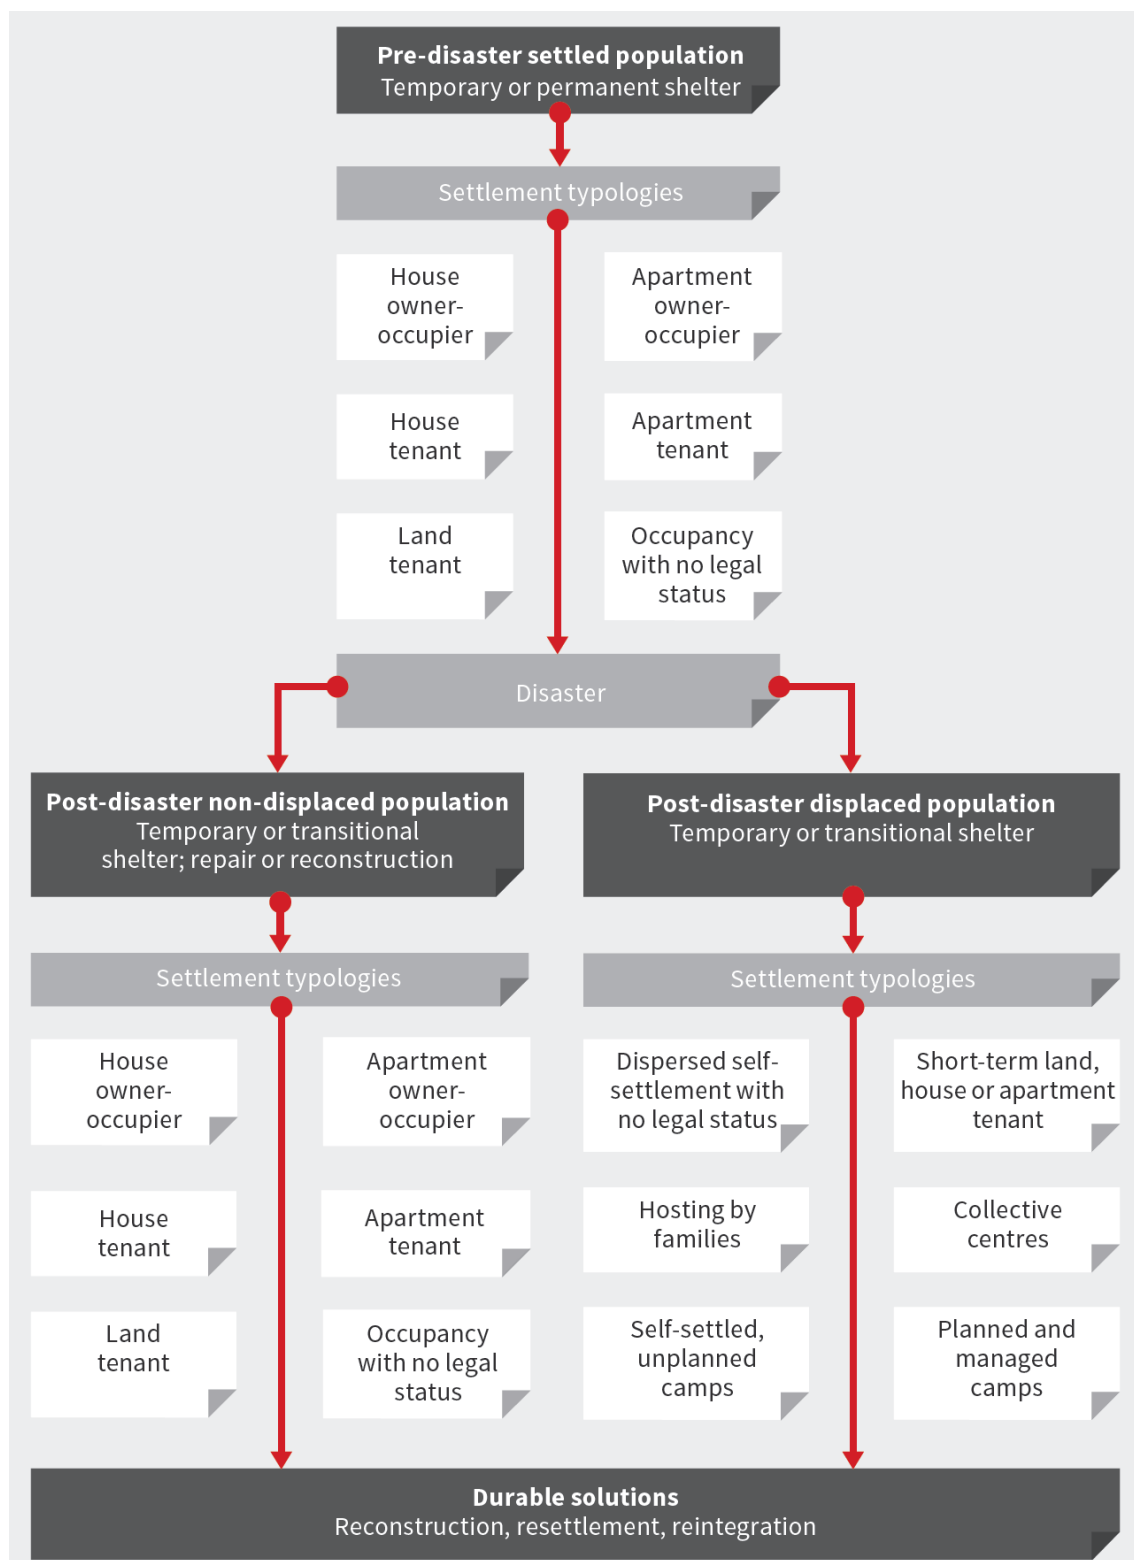 Pre-disaster settled population
Temporary or permanent shelter
Settlement typologies
House
owner-
occupier
Apartment
owner-
occupier
House
tenant
Apartment
tenant
Land
tenant
Occupancy
with no legal
status
Disaster
Post-disaster non-displaced population
Temporary or transitional
shelter; repair or reconstruction
Post-disaster displaced population
Temporary or transitional shelter
Settlement typologies
House
owner-
occupier
Apartment
owner-
occupier
House
tenant
Apartment
tenant
Land
tenant
Occupancy
with no legal
status
Settlement typologies
Dispersed self-
settlement with
no legal status
Short-term land,
house or apartment
tenant
Hosting by
families
Collective
centres
Self-settled,
unplanned
camps
Planned and
managed
camps
Durable solutions
Reconstruction, resettlement, reintegration